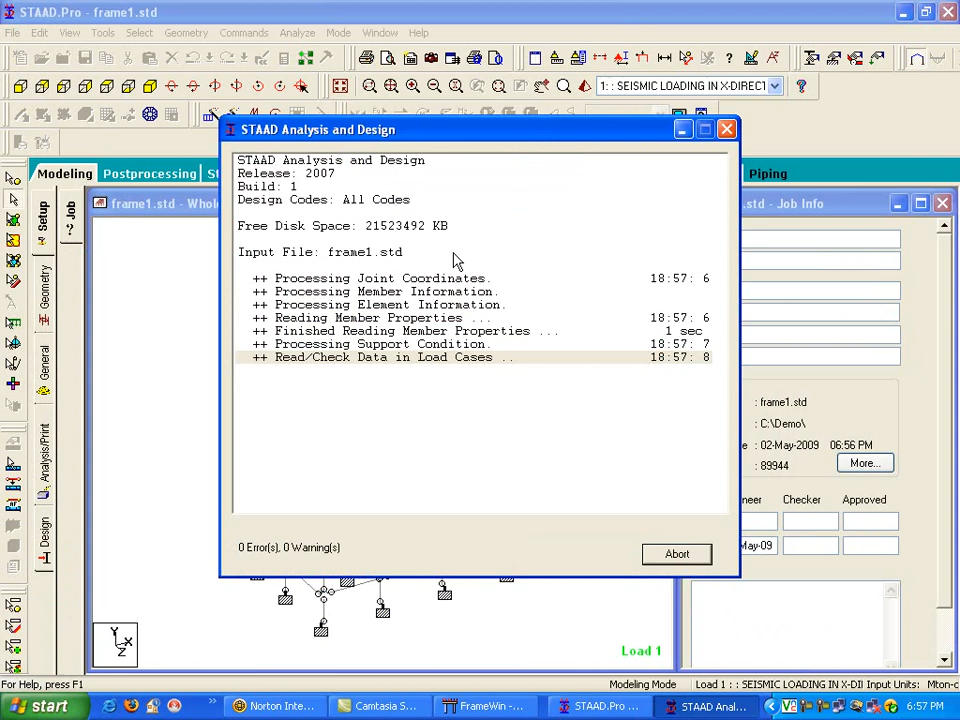 STAAD.Pro - frame1.std
File Edit View Tools Select Geometry Commands Analyze Mode Window Help
1: : SEISMIC LOADING IN X-DIRECT
Modeling Postprocessing Piping
frame1.std - Whole
.std - Job Info
STAAD Analysis and Design
STAAD Analysis and Design
Release: 2007
Build: 1
Design Codes: All Codes
Free Disk Space: 21523492 KB
Input File: frame1.std
++ Processing Joint Coordinates. 18:57: 6
++ Processing Member Information.
++ Processing Element Information.
++ Reading Member Properties ... 18:57: 6
++ Finished Reading Member Properties ... 1 sec
++ Processing Support Condition. 18:57: 7
++ Read/Check Data in Load Cases .. 18:57: 8
0 Error(s), 0 Warning(s)
Abort
Setup
Job
Geometry
General
Analysis/Print
Design
: frame1.std
: C:\Demo\
: 02-May-2009 06:56 PM
: 89944
More...
Checker Approved
May-09
Y
X
Z
Load 1
For Help, press F1
Modeling Mode
Load 1 : : SEISMIC LOADING IN X-DII
Input Units: Mton-c
start
Norton Inte...
Camtasia S...
FrameWin -...
STAAD.Pro ...
STAAD Anal...
6:57 PM